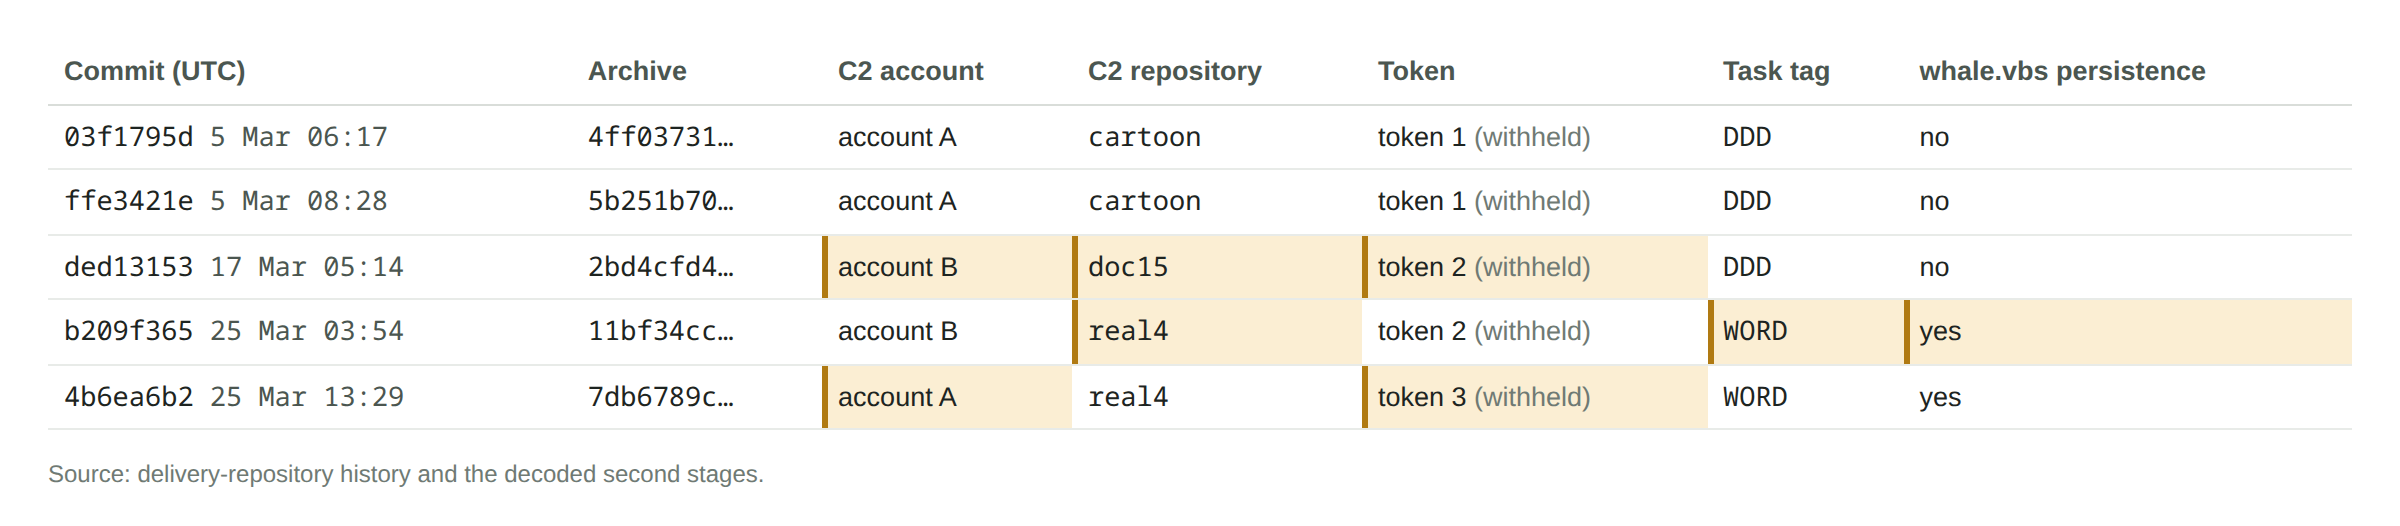 Commit (UTC) Archive C2 account C2 repository Token Task tag whale.vbs persistence
03f1795d 5 Mar 06:17 4ff03731… account A cartoon token 1 (withheld) DDD no
ffe3421e 5 Mar 08:28 5b251b70… account A cartoon token 1 (withheld) DDD no
ded13153 17 Mar 05:14 2bd4cfd4… account B doc15 token 2 (withheld) DDD no
b209f365 25 Mar 03:54 11bf34cc… account B real4 token 2 (withheld) WORD yes
4b6ea6b2 25 Mar 13:29 7db6789c… account A real4 token 3 (withheld) WORD yes
Source: delivery-repository history and the decoded second stages.